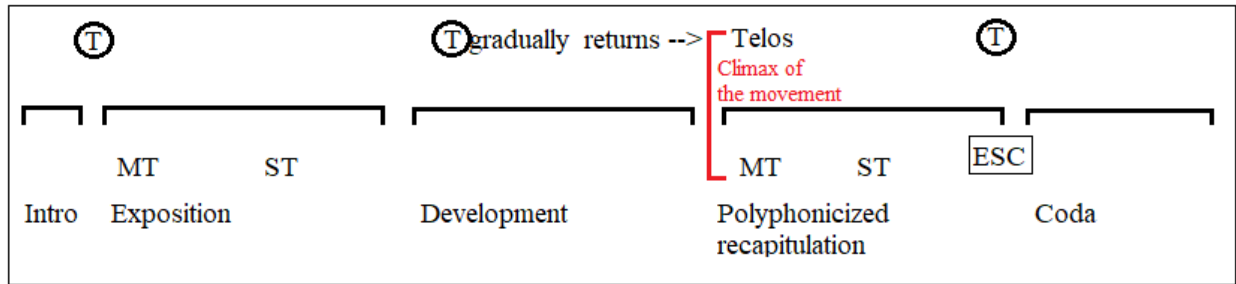 T
T gradually returns --> Telos
T
Climax of
the movement
MT ST
MT ST
ESC
Intro Exposition Development Polyphonicized
recapitulation
Coda